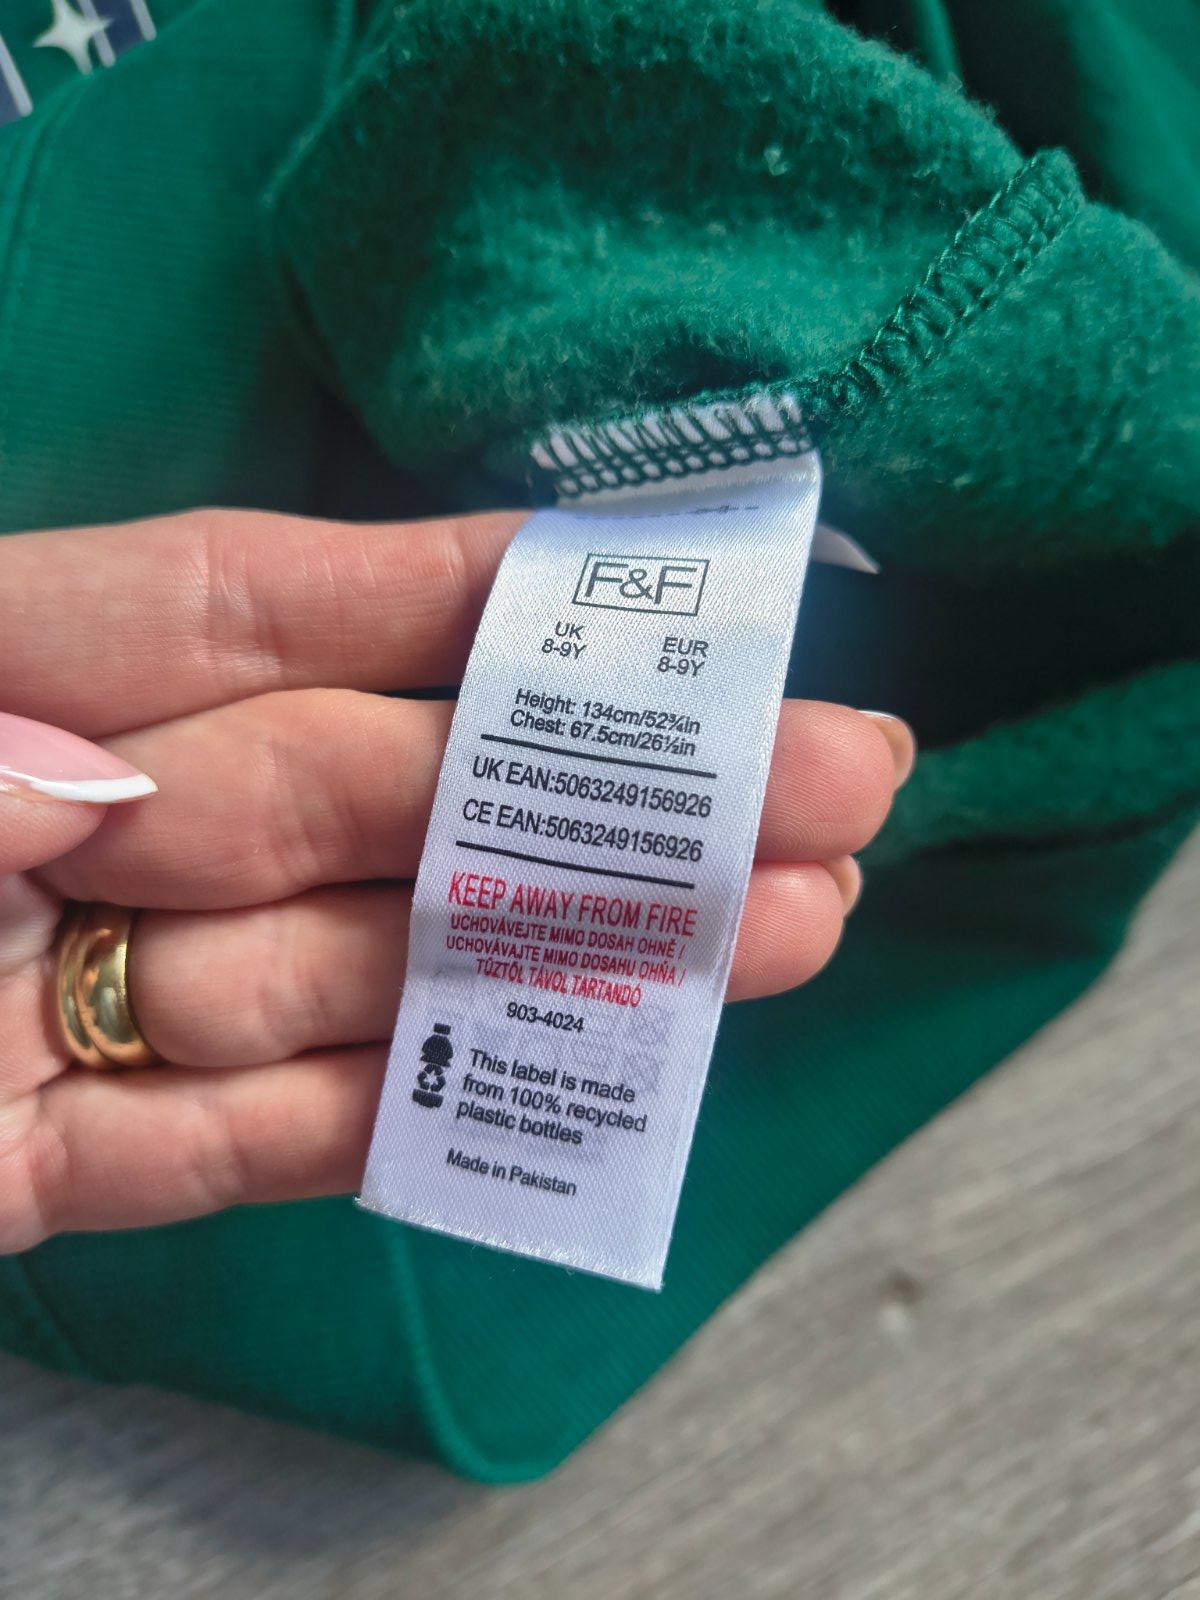 F&F
UK
8-9Y
EUR
8-9Y
Height: 134cm/52¾in
Chest: 67.5cm/26½in
UK EAN:5063249156926
CE EAN:5063249156926
KEEP AWAY FROM FIRE
UCHOVÁVEJTE MIMO DOSAH OHNĚ /
UCHOVÁVAJTE MIMO DOSAHU OHŇA /
TŰZTŐL TÁVOL TARTANDÓ
903-4024
This label is made
from 100% recycled
plastic bottles
Made in Pakistan